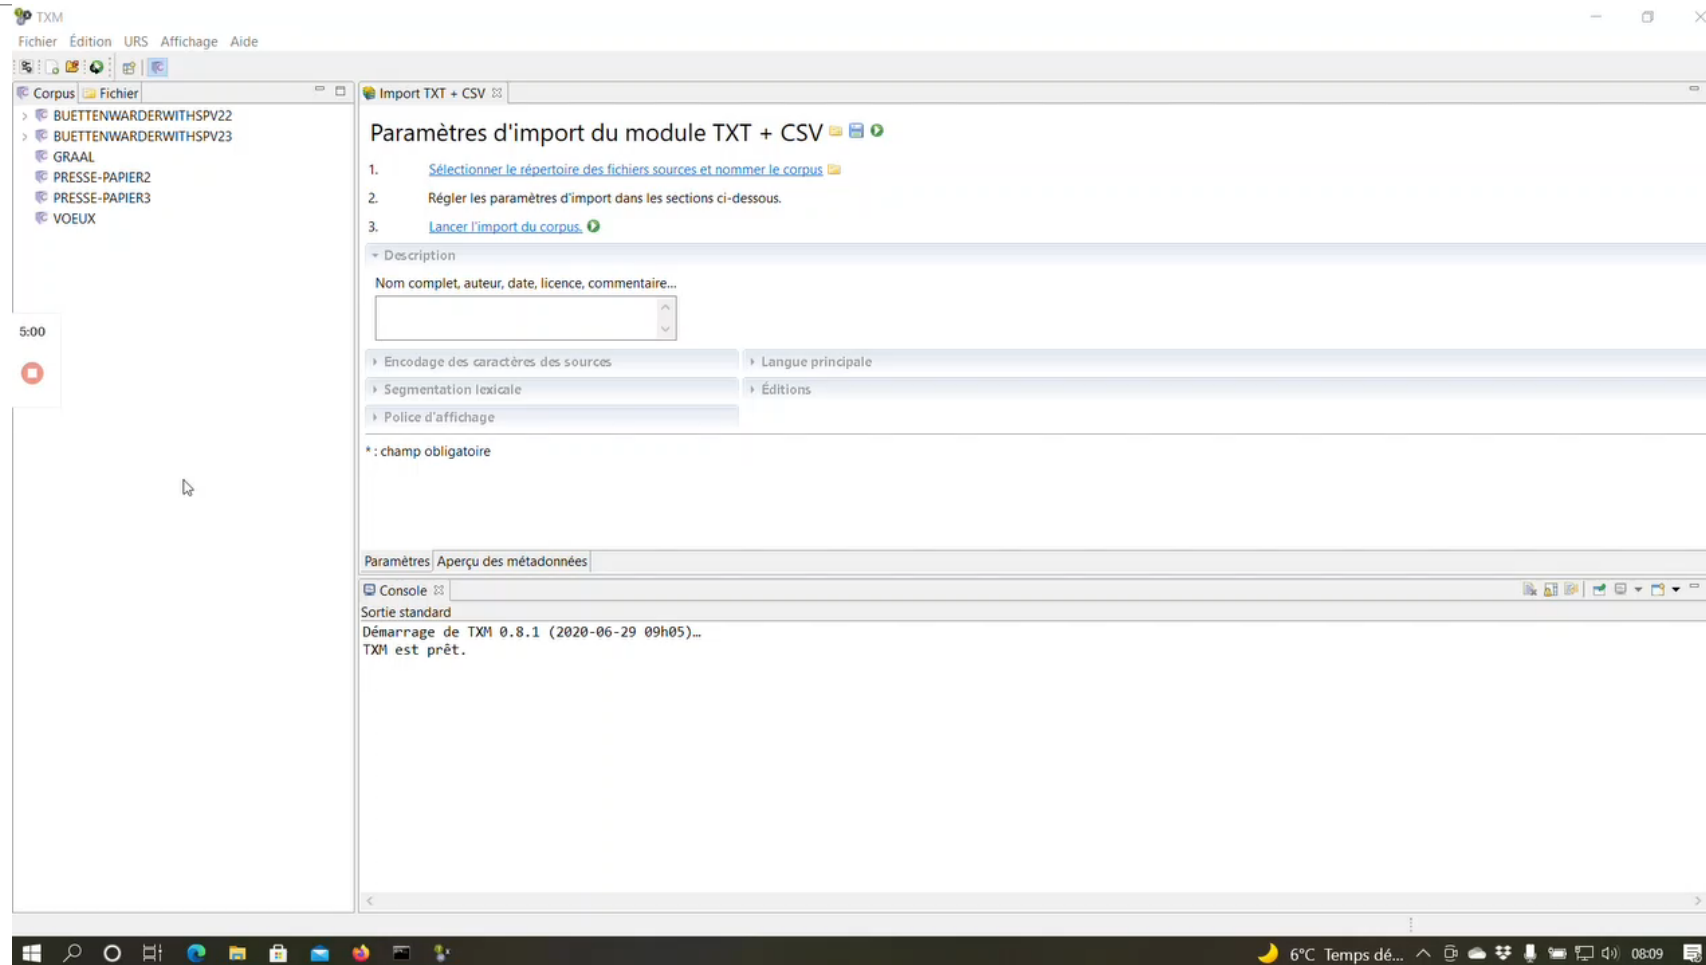 TXM
Fichier Édition URS Affichage Aide
Corpus Fichier
BUETTENWARDERWITHSPV22
BUETTENWARDERWITHSPV23
GRAAL
PRESSE-PAPIER2
PRESSE-PAPIER3
VOEUX
5:00
Import TXT + CSV
Paramètres d'import du module TXT + CSV
1. Sélectionner le répertoire des fichiers sources et nommer le corpus
2. Régler les paramètres d'import dans les sections ci-dessous.
3. Lancer l'import du corpus.
Description
Nom complet, auteur, date, licence, commentaire...
Encodage des caractères des sources Langue principale
Segmentation lexicale Éditions
Police d'affichage
* : champ obligatoire
Paramètres Aperçu des métadonnées
Console
Sortie standard
Démarrage de TXM 0.8.1 (2020-06-29 09h05)…
TXM est prêt.
6°C Temps dé... 08:09